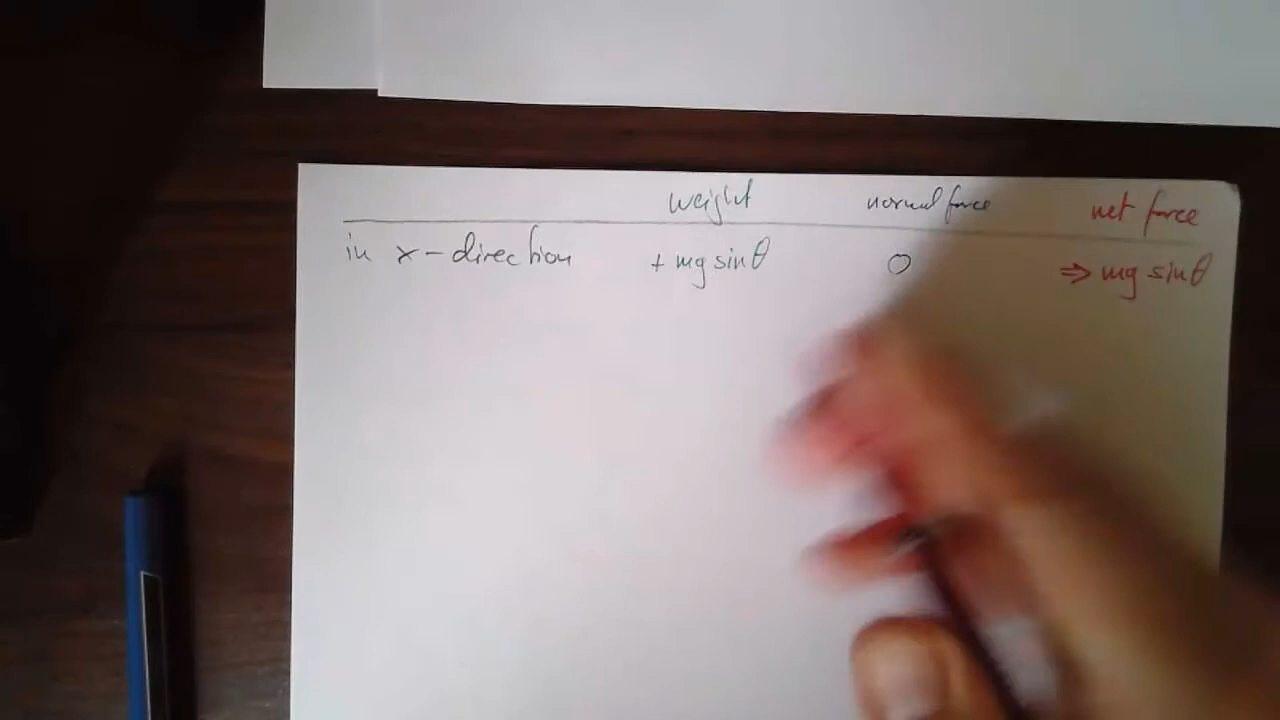 weight normal force net force
in x-direction + mg sinθ 0 ⇒ mg sinθ